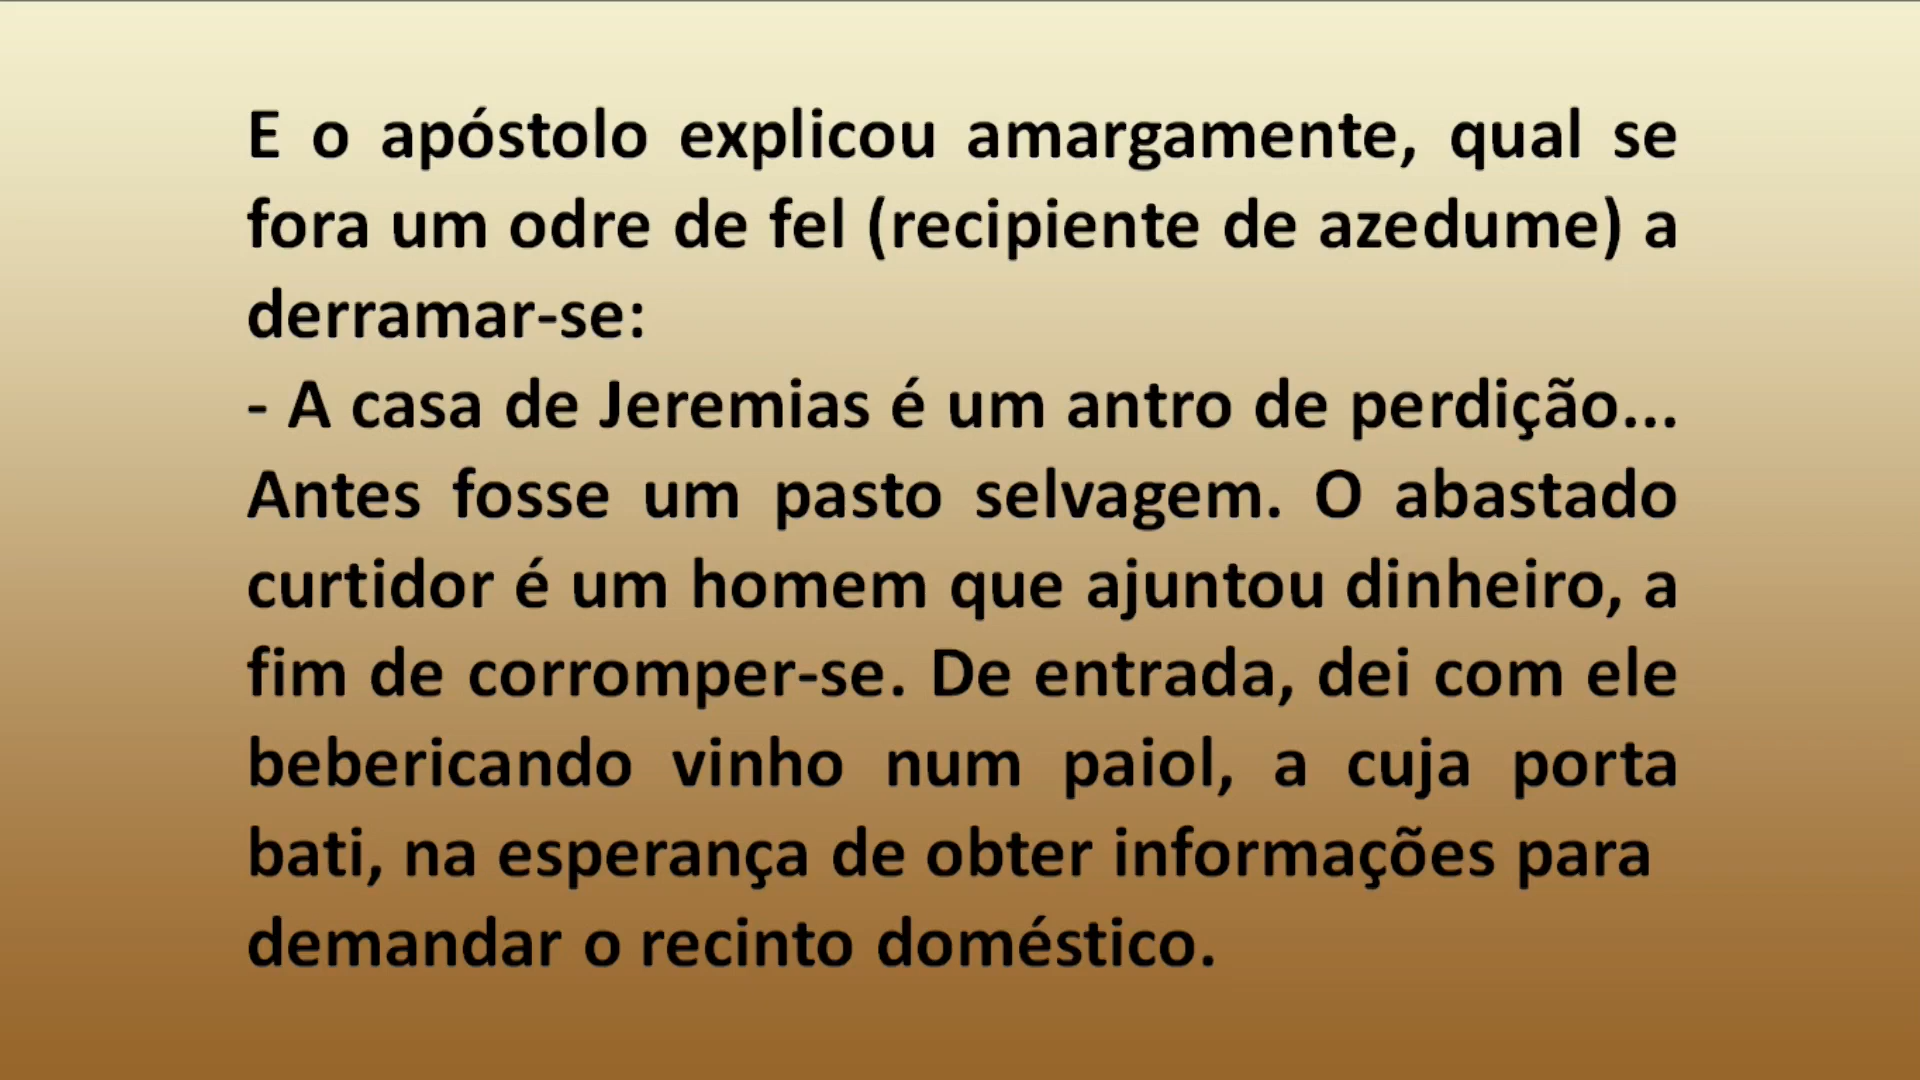 E o apóstolo explicou amargamente, qual se
fora um odre de fel (recipiente de azedume) a
derramar-se:
- A casa de Jeremias é um antro de perdição...
Antes fosse um pasto selvagem. O abastado
curtidor é um homem que ajuntou dinheiro, a
fim de corromper-se. De entrada, dei com ele
bebericando vinho num paiol, a cuja porta
bati, na esperança de obter informações para
demandar o recinto doméstico.